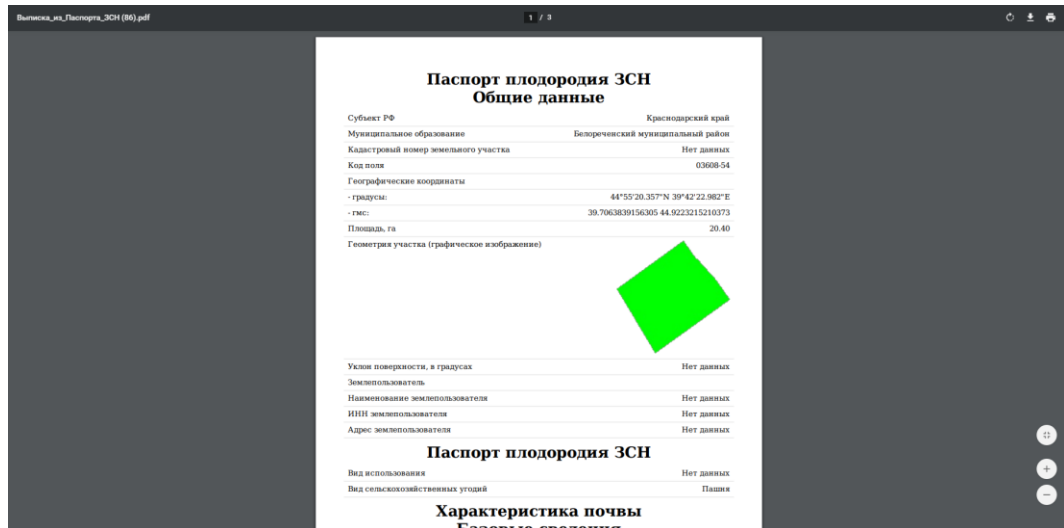 Выписка_из_Паспорта_ЗСН (86).pdf
1 / 3
Паспорт плодородия ЗСН
Общие данные
Субъект РФ Краснодарский край
Муниципальное образование Белореченский муниципальный район
Кадастровый номер земельного участка Нет данных
Код поля 03608-54
Географические координаты
- градусы: 44°55'20.357"N 39°42'22.982"E
- гмс: 39.7063839156305 44.9223215210373
Площадь, га 20.40
Геометрия участка (графическое изображение)
Уклон поверхности, в градусах Нет данных
Землепользователь
Наименование землепользователя Нет данных
ИНН землепользователя Нет данных
Адрес землепользователя Нет данных
Паспорт плодородия ЗСН
Вид использования Нет данных
Вид сельскохозяйственных угодий Пашня
Характеристика почвы
Базовые сведения